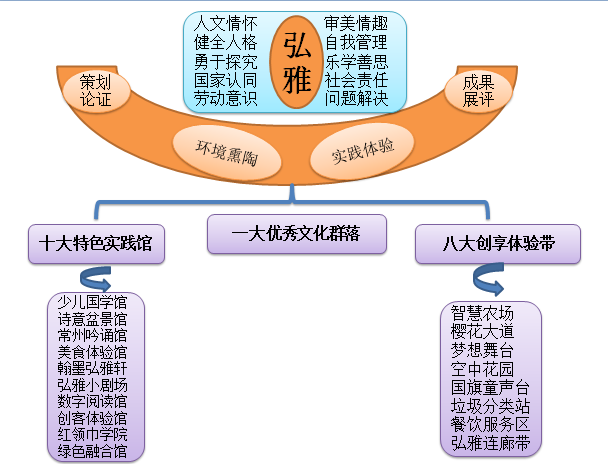 人文情怀
健全人格
勇于探究
国家认同
劳动意识
弘
雅
审美情趣
自我管理
乐学善思
社会责任
问题解决
策划
论证
环境熏陶
实践体验
成果
展评
十大特色实践馆
一大优秀文化群落
八大创享体验带
少儿国学馆
诗意盆景馆
常州吟诵馆
美食体验馆
翰墨弘雅轩
弘雅小剧场
数字阅读馆
创客体验馆
红领巾学院
绿色融合馆
智慧农场
樱花大道
梦想舞台
空中花园
国旗童声台
垃圾分类站
餐饮服务区
弘雅连廊带